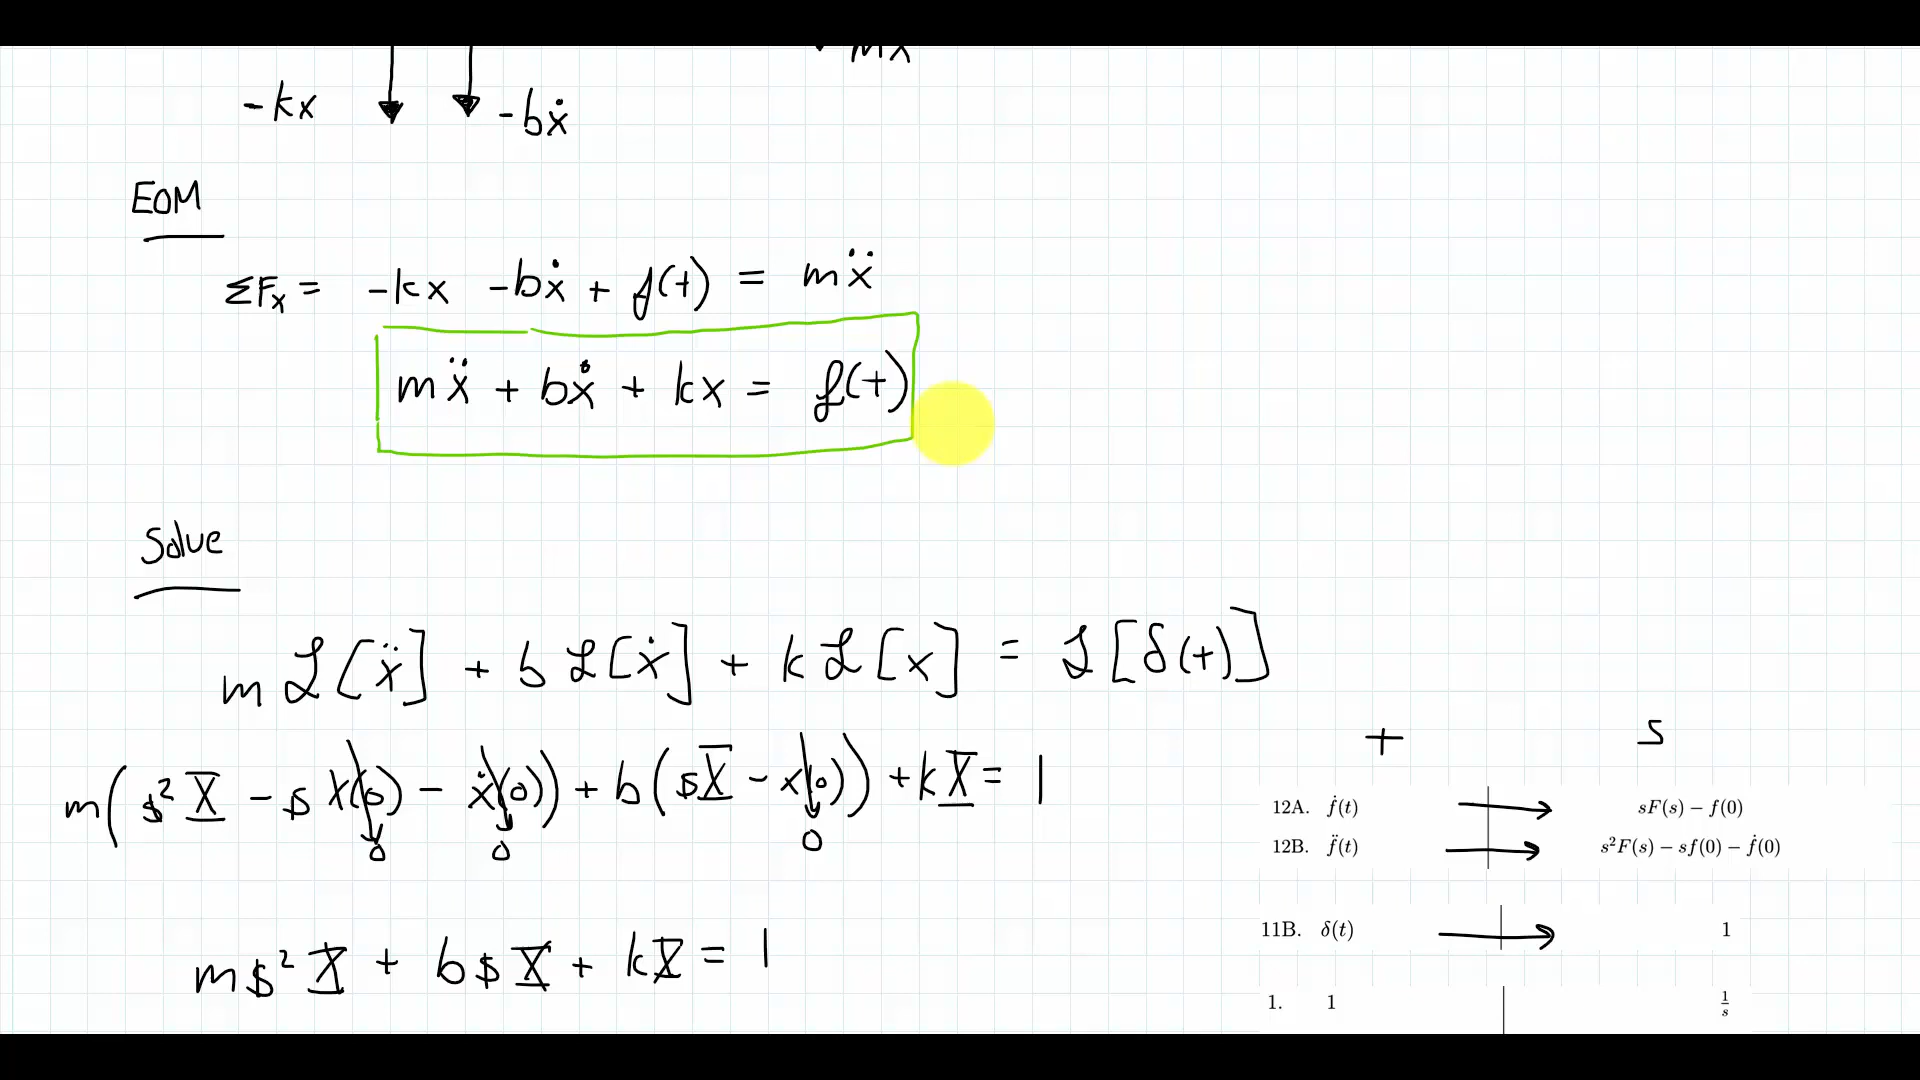 mẋ
-kx -bẋ
EOM
ΣFx = -kx -bẋ + f(t) = mẍ
mẍ + bẋ + kx = f(t)
Solve
mℒ[ẍ] + bℒ[ẋ] + kℒ[x] = ℒ[δ(t)]
m(s²X - sx(0) - ẋ(0)) + b(sX - x(0)) + kX = 1
0 0 0
ms²X + bsX + kX = 1
t s
12A. ḟ(t) sF(s) − f(0)
12B. f̈(t) s²F(s) − sf(0) − ḟ(0)
11B. δ(t) 1
1. 1 1/s